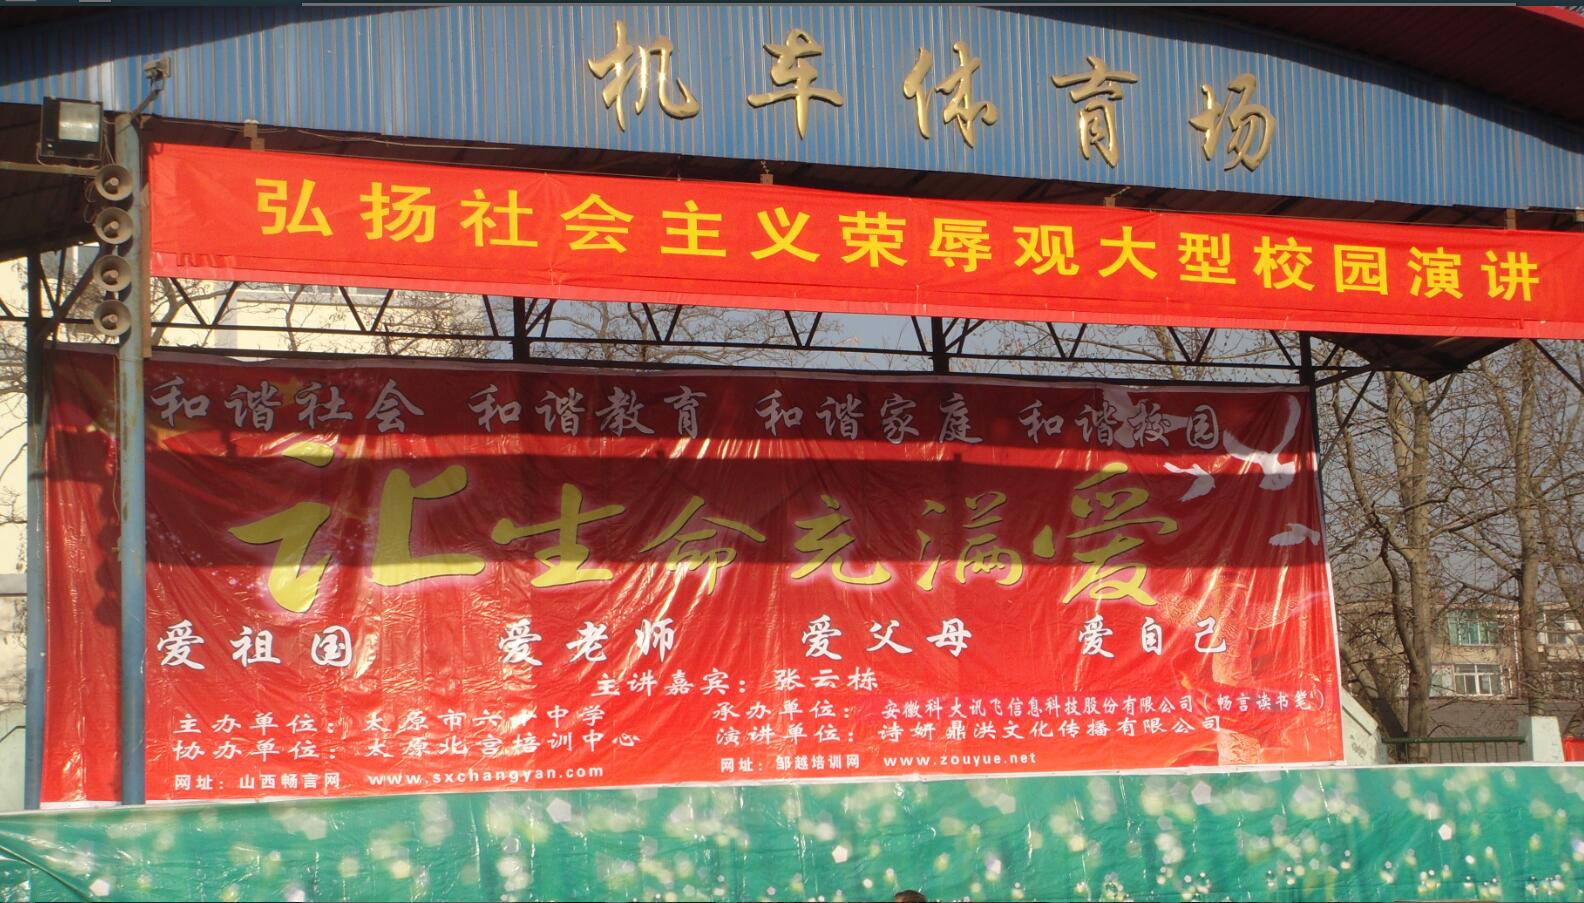 机车体育场
弘扬社会主义荣辱观大型校园演讲
和谐社会 和谐教育 和谐家庭 和谐校园
让生命充满爱
爱祖国 爱老师 爱父母 爱自己
主讲嘉宾：张云栋
主办单位：太原市六十中学 承办单位：安徽科大讯飞信息科技股份有限公司（畅言读书笔）
协办单位：太原北宫培训中心 演讲单位：诗妍鼎洪文化传播有限公司
网址：山西畅言网 www.sxchangyan.com 网址：邹越培训网 www.zouyue.net